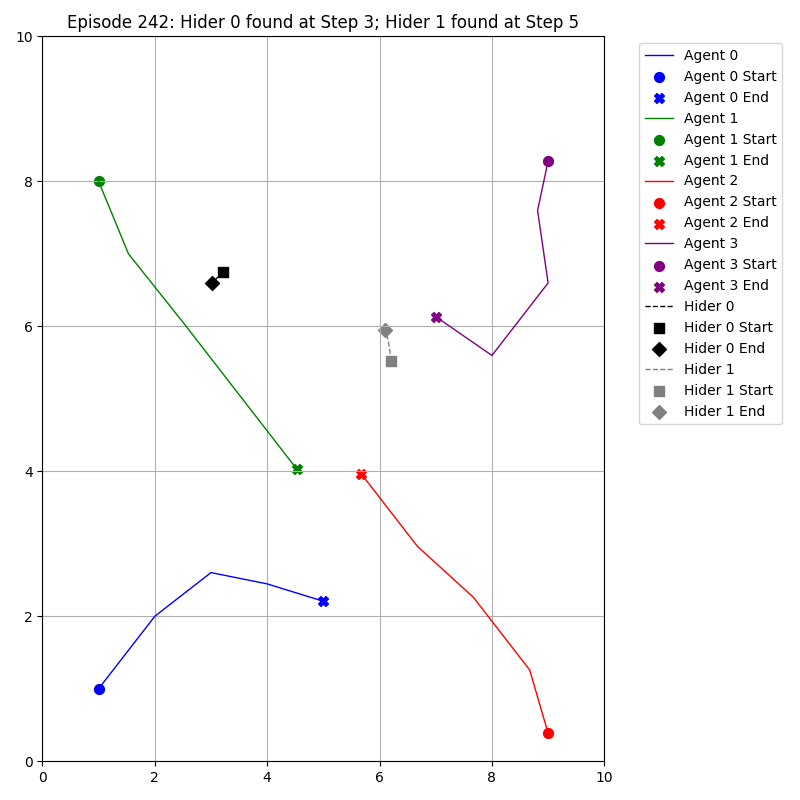 Episode 242: Hider 0 found at Step 3; Hider 1 found at Step 5
10
8
6
4
2
0
0 2 4 6 8 10
Agent 0
Agent 0 Start
Agent 0 End
Agent 1
Agent 1 Start
Agent 1 End
Agent 2
Agent 2 Start
Agent 2 End
Agent 3
Agent 3 Start
Agent 3 End
Hider 0
Hider 0 Start
Hider 0 End
Hider 1
Hider 1 Start
Hider 1 End